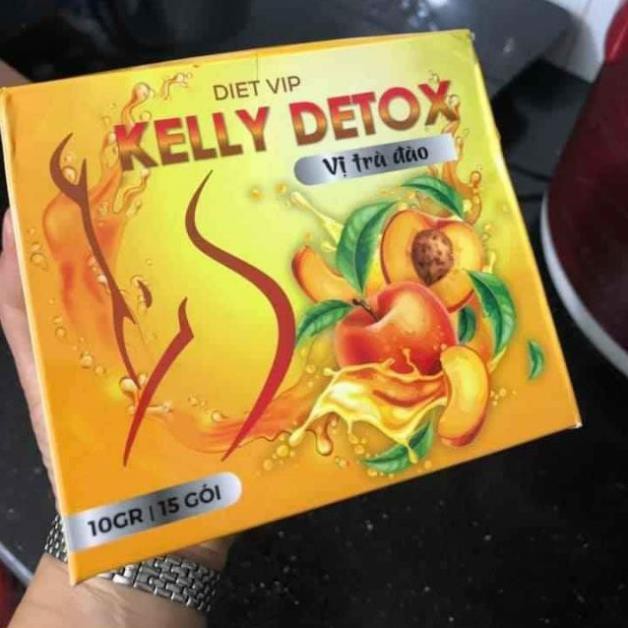 DIET VIP
KELLY DETOX
Vị trà đào
10GR | 15 GÓI